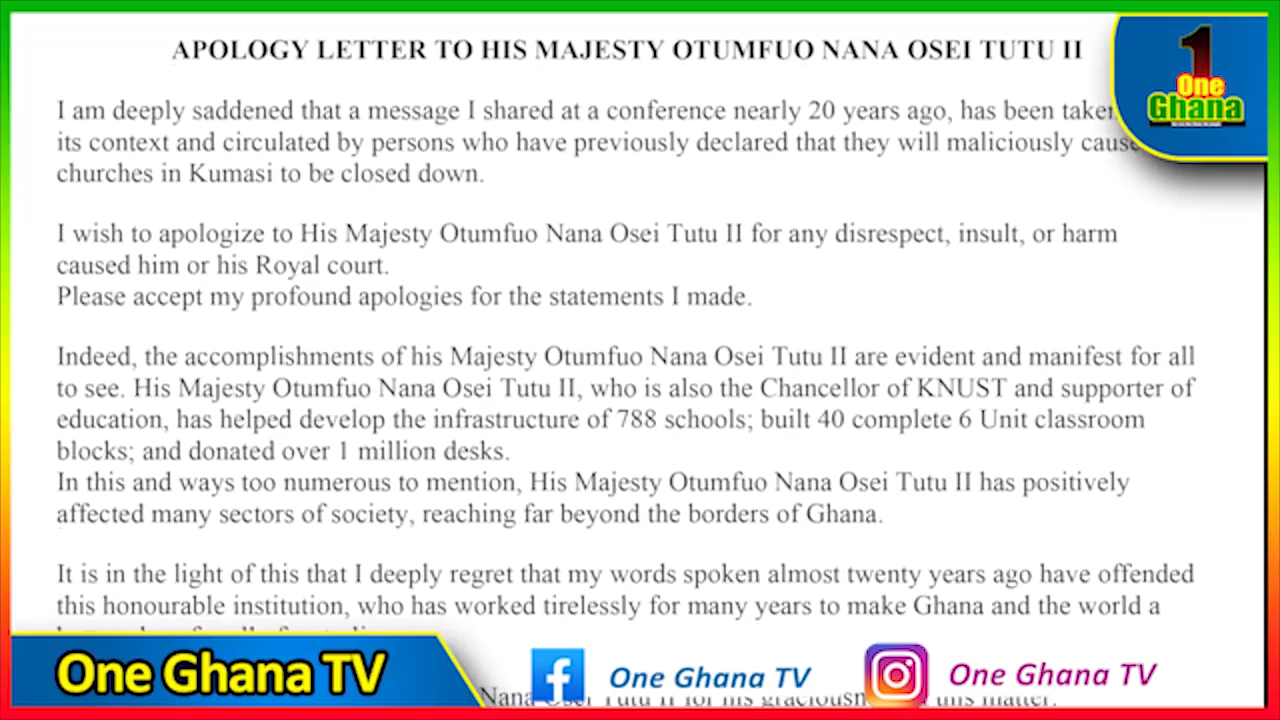 APOLOGY LETTER TO HIS MAJESTY OTUMFUO NANA OSEI TUTU II
1
One
Ghana
I am deeply saddened that a message I shared at a conference nearly 20 years ago, has been taken
its context and circulated by persons who have previously declared that they will maliciously cause
churches in Kumasi to be closed down.
I wish to apologize to His Majesty Otumfuo Nana Osei Tutu II for any disrespect, insult, or harm
caused him or his Royal court.
Please accept my profound apologies for the statements I made.
Indeed, the accomplishments of his Majesty Otumfuo Nana Osei Tutu II are evident and manifest for all
to see. His Majesty Otumfuo Nana Osei Tutu II, who is also the Chancellor of KNUST and supporter of
education, has helped develop the infrastructure of 788 schools; built 40 complete 6 Unit classroom
blocks; and donated over 1 million desks.
In this and ways too numerous to mention, His Majesty Otumfuo Nana Osei Tutu II has positively
affected many sectors of society, reaching far beyond the borders of Ghana.
It is in the light of this that I deeply regret that my words spoken almost twenty years ago have offended
this honourable institution, who has worked tirelessly for many years to make Ghana and the world a
Nana Osei Tutu II for his this matter.
One Ghana TV
One Ghana TV
One Ghana TV